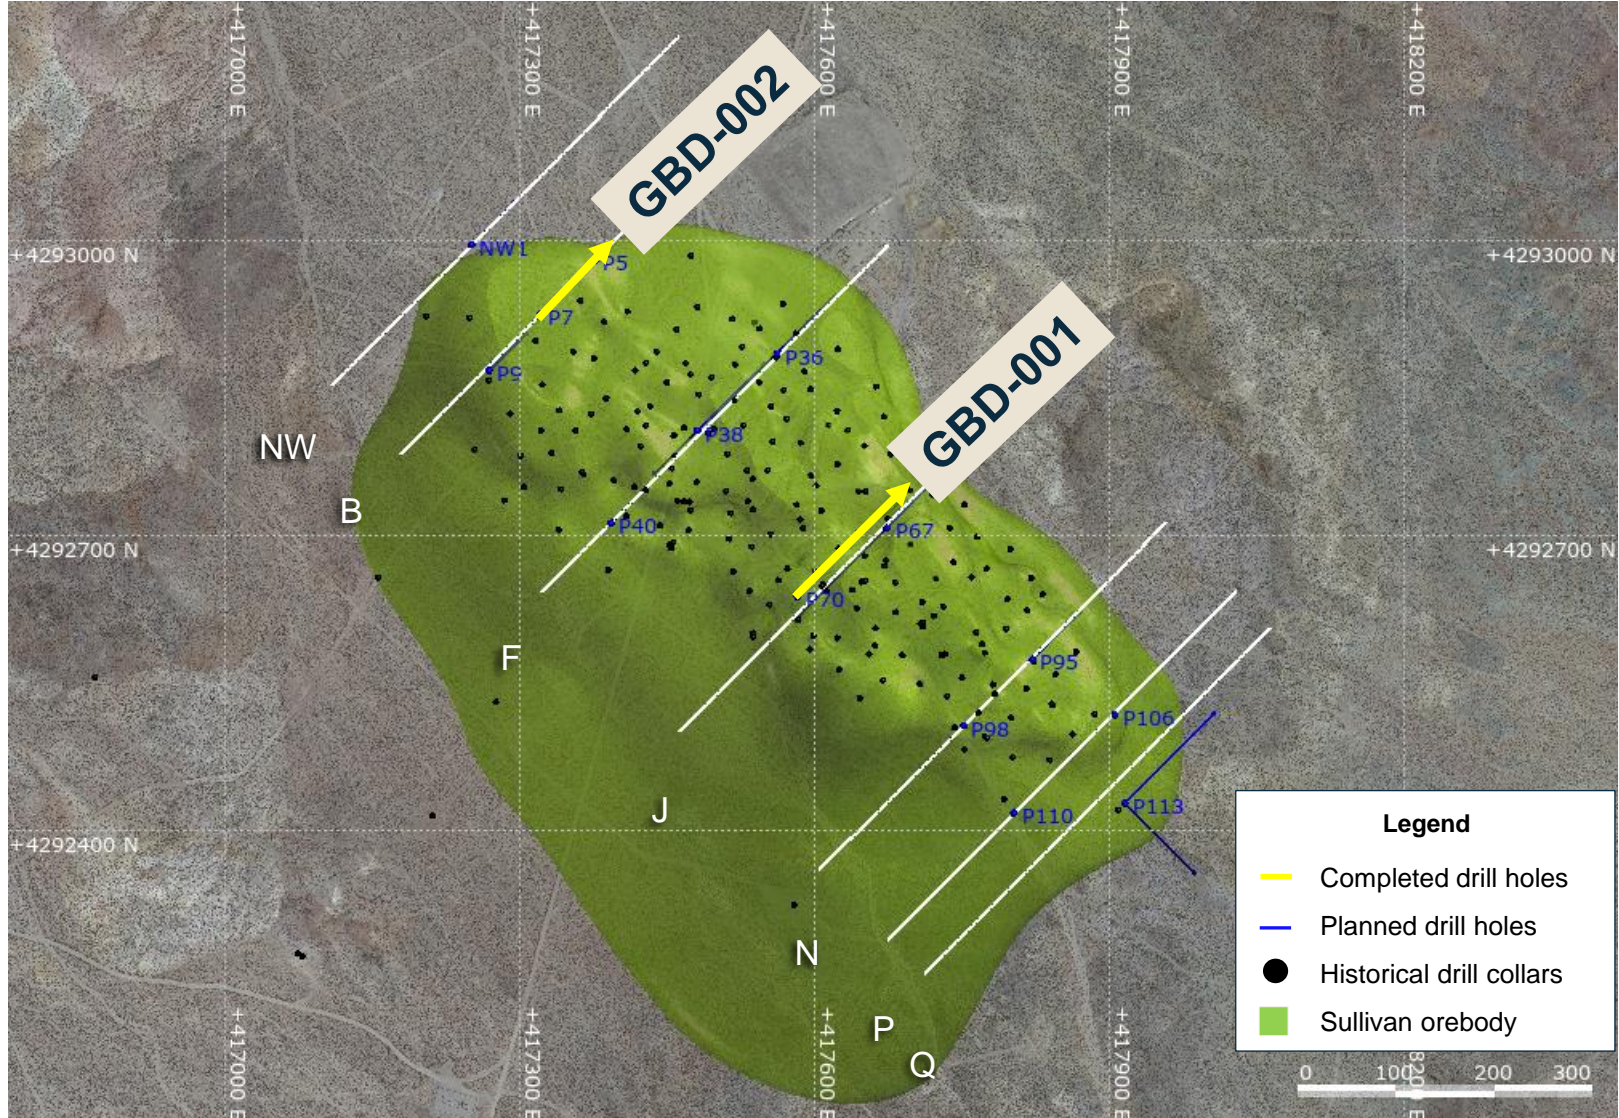 +417000 E
+417300 E
+417600 E
+417900 E
+418200 E
GBD-002
+4293000 N
+4293000 N
NW1
P5
P7
P9
P36
P38
GBD-001
NW
B
P40
P67
+4292700 N
+4292700 N
P70
F
P95
P98
P106
J
P113
P110
+4292400 N
N
P
Q
Legend
Completed drill holes
Planned drill holes
Historical drill collars
Sullivan orebody
0 100 200 300
+417000 E
+417300 E
+417600 E
+417900 E
+418200 E